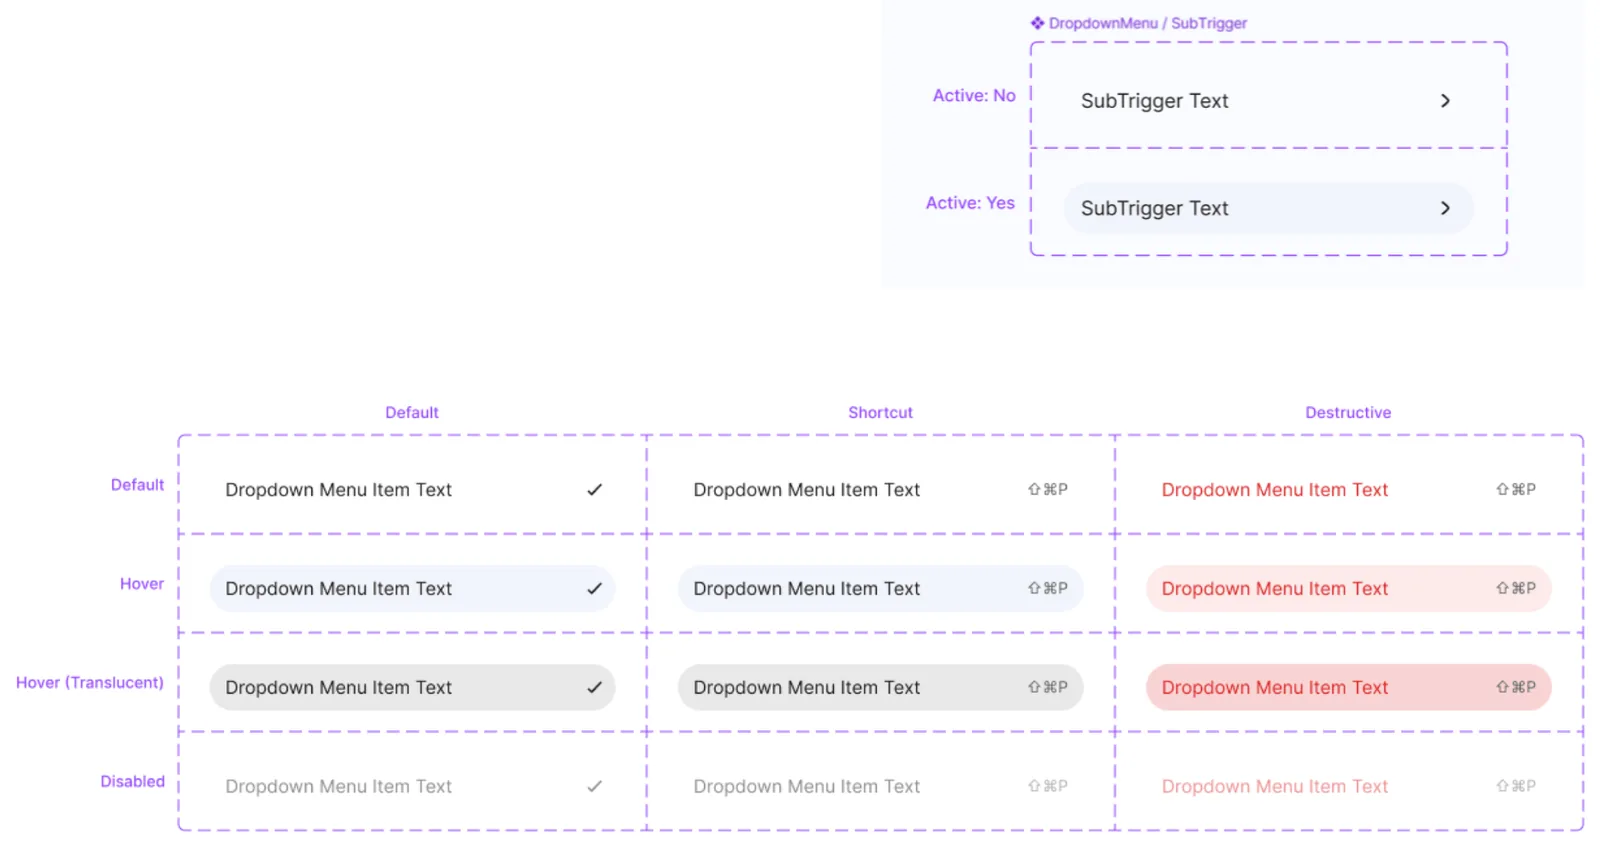 DropdownMenu / SubTrigger
Active: No
SubTrigger Text
Active: Yes
SubTrigger Text
Default Shortcut Destructive
Default Dropdown Menu Item Text Dropdown Menu Item Text ⇧⌘P Dropdown Menu Item Text ⇧⌘P
Hover Dropdown Menu Item Text Dropdown Menu Item Text ⇧⌘P Dropdown Menu Item Text ⇧⌘P
Hover (Translucent) Dropdown Menu Item Text Dropdown Menu Item Text ⇧⌘P Dropdown Menu Item Text ⇧⌘P
Disabled Dropdown Menu Item Text Dropdown Menu Item Text ⇧⌘P Dropdown Menu Item Text ⇧⌘P